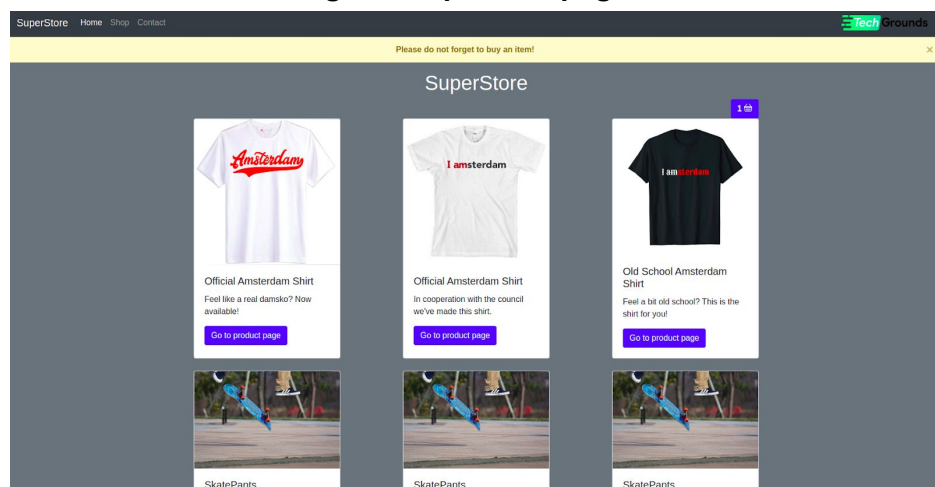 SuperStore Home Shop Contact
Tech Grounds
Please do not forget to buy an item!
×
SuperStore
1
Amsterdam
I amsterdam
I amsterdam
Official Amsterdam Shirt
Feel like a real damsko? Now
available!
Go to product page
Official Amsterdam Shirt
In cooperation with the council
we've made this shirt.
Go to product page
Old School Amsterdam
Shirt
Feel a bit old school? This is the
shirt for you!
Go to product page
SkatePants
SkatePants
SkatePants